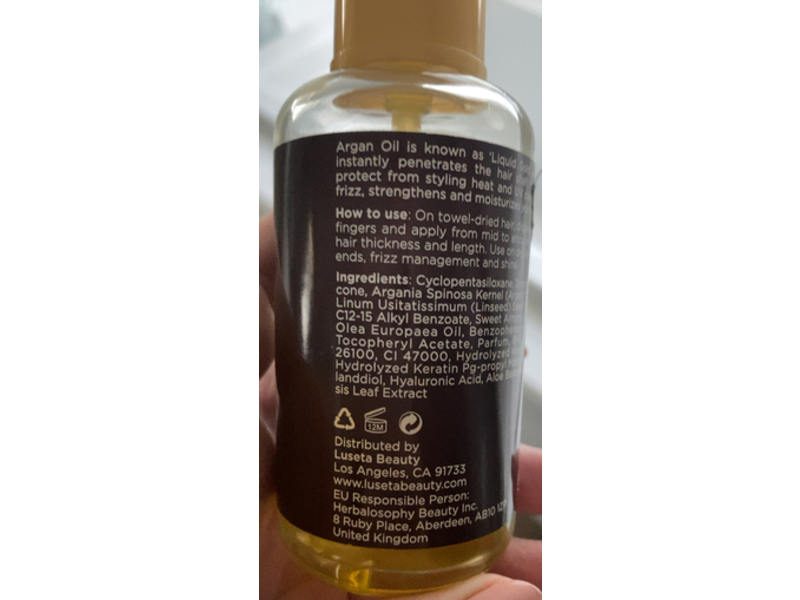 Argan Oil is known as 'Liquid
instantly penetrates the hair
protect from styling heat and
frizz, strengthens and moisturizes
How to use: On towel-dried hair,
fingers and apply from mid to
hair thickness and length. Use on
ends, frizz management and shine
Ingredients: Cyclopentasiloxane,
cone, Argania Spinosa Kernel
Linum Usitatissimum (Linseed)
C12-15 Alkyl Benzoate, Sweet
Olea Europaea Oil,
Tocopheryl Acetate, Parfum,
26100, CI 47000, Hydrolyzed
Hydrolyzed Keratin Pg-propyl
landdiol, Hyaluronic Acid, Aloe
sis Leaf Extract
12M
Distributed by
Luseta Beauty
Los Angeles, CA 91733
www.lusetabeauty.com
EU Responsible Person:
Herbalosophy Beauty Inc.
8 Ruby Place, Aberdeen, AB10
United Kingdom